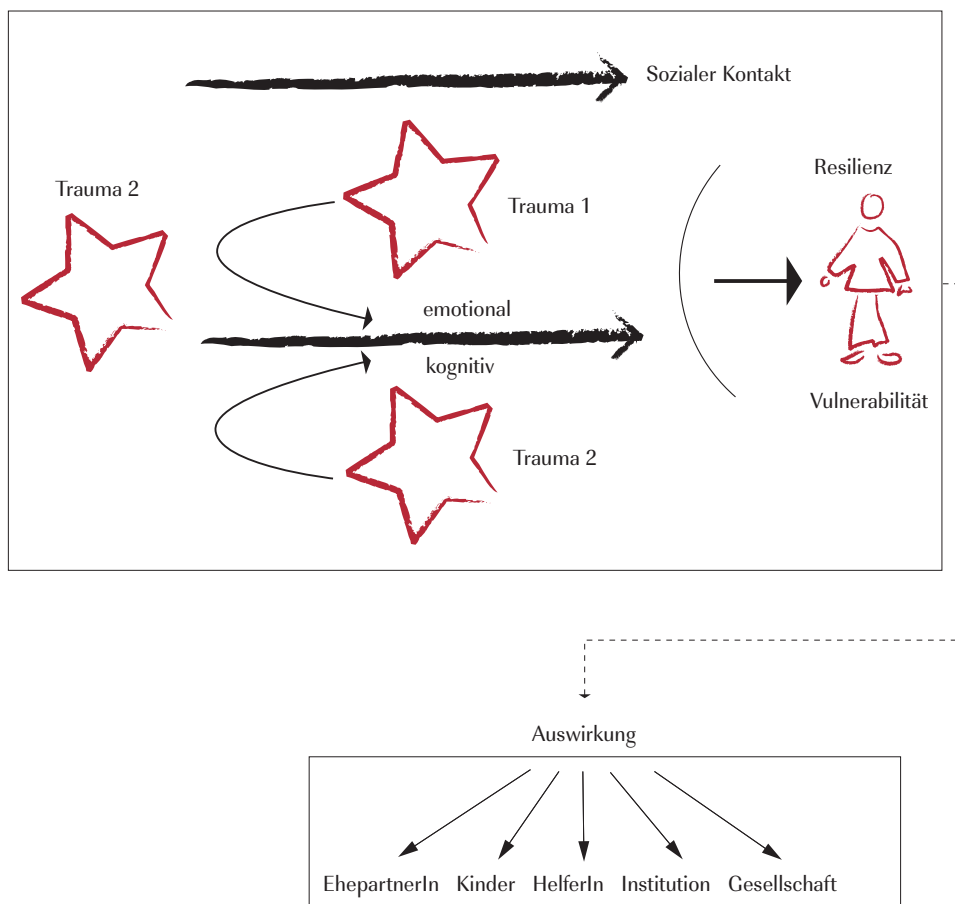 Sozialer Kontakt
Resilienz
Trauma 2
Trauma 1
emotional
kognitiv
Vulnerabilität
Trauma 2
Auswirkung
EhepartnerIn Kinder HelferIn Institution Gesellschaft